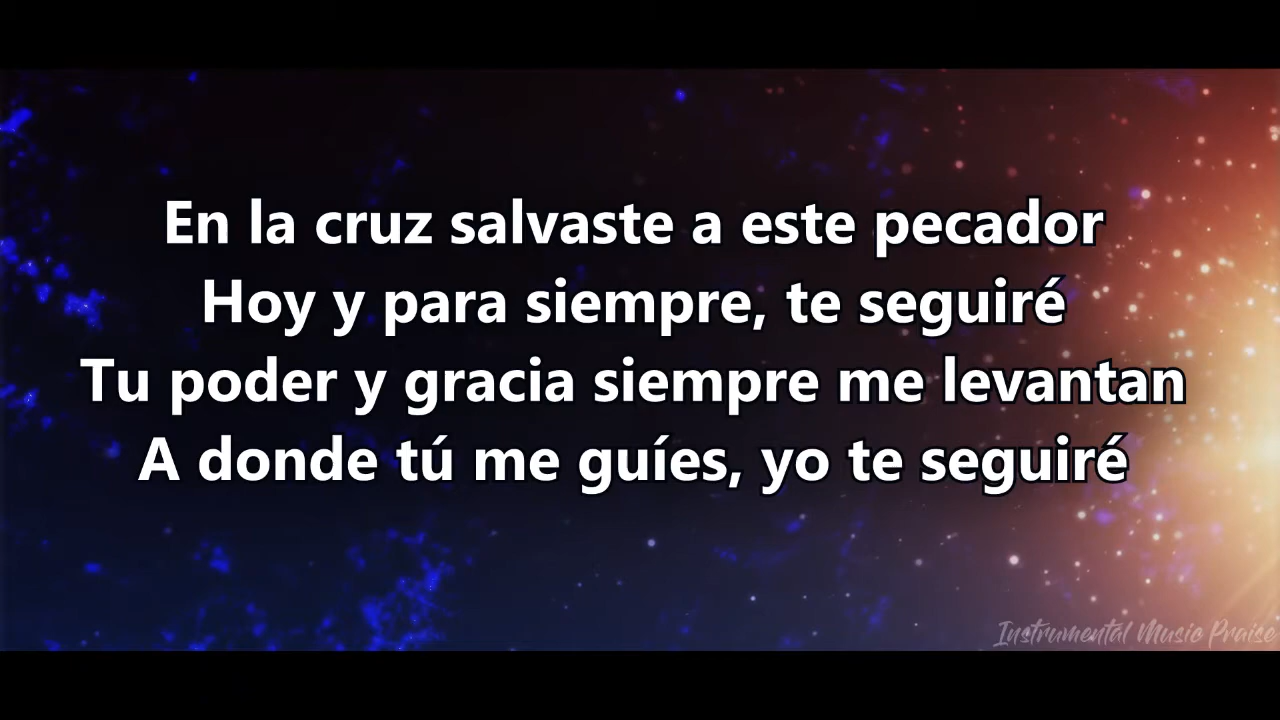 En la cruz salvaste a este pecador
Hoy y para siempre, te seguiré
Tu poder y gracia siempre me levantan
A donde tú me guíes, yo te seguiré
Instrumental Music Praise